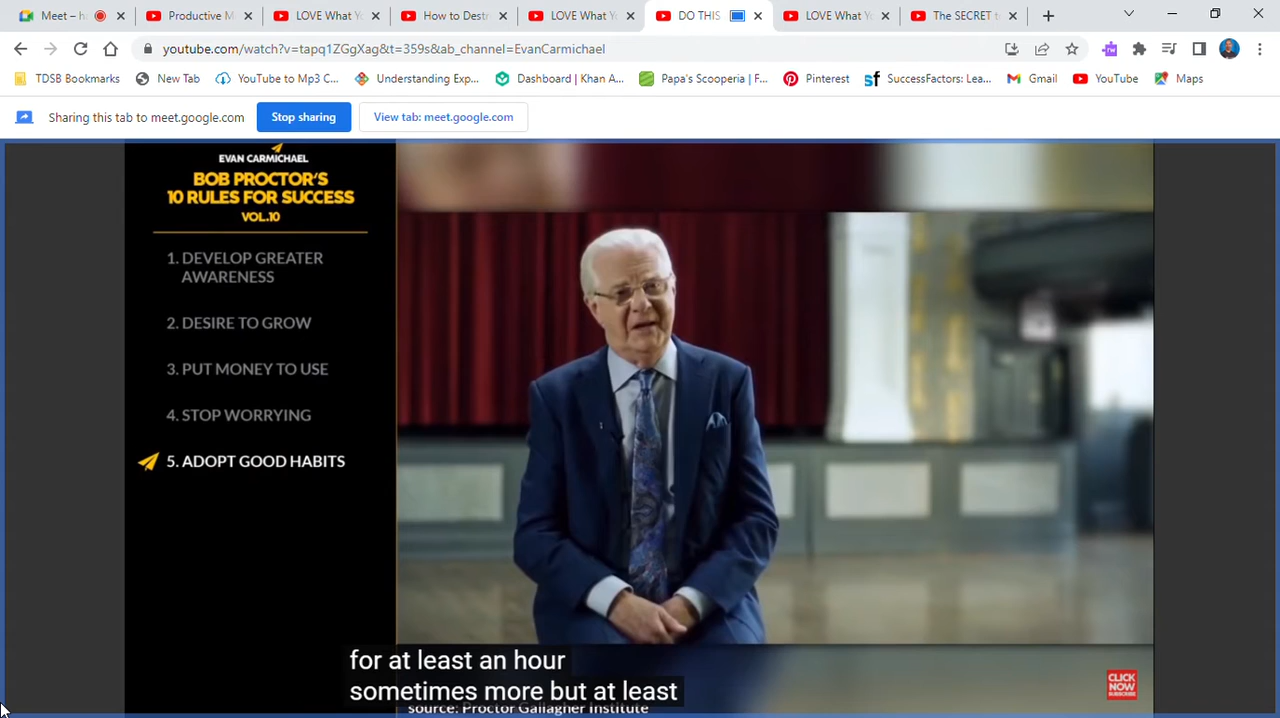 Meet – ha
Productive M
LOVE What Yo
How to Destr
LOVE What Yo
DO THIS
LOVE What Yo
The SECRET t
youtube.com/watch?v=tapq1ZGgXag&t=359s&ab_channel=EvanCarmichael
TDSB Bookmarks
New Tab
YouTube to Mp3 C...
Understanding Exp...
Dashboard | Khan A...
Papa's Scooperia | F...
Pinterest
SuccessFactors: Lea...
Gmail
YouTube
Maps
Sharing this tab to meet.google.com
Stop sharing
View tab: meet.google.com
EVAN CARMICHAEL
BOB PROCTOR'S
10 RULES FOR SUCCESS
VOL.10
1. DEVELOP GREATER
AWARENESS
2. DESIRE TO GROW
3. PUT MONEY TO USE
4. STOP WORRYING
5. ADOPT GOOD HABITS
for at least an hour
sometimes more but at least
source: Proctor Gallagher Institute
CLICK
NOW
SUBSCRIBE